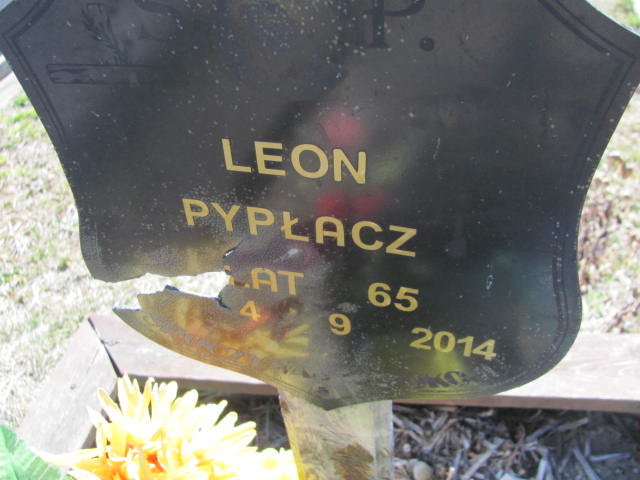 Ś P.
LEON
PYPŁACZ
LAT 65
4 9 2014